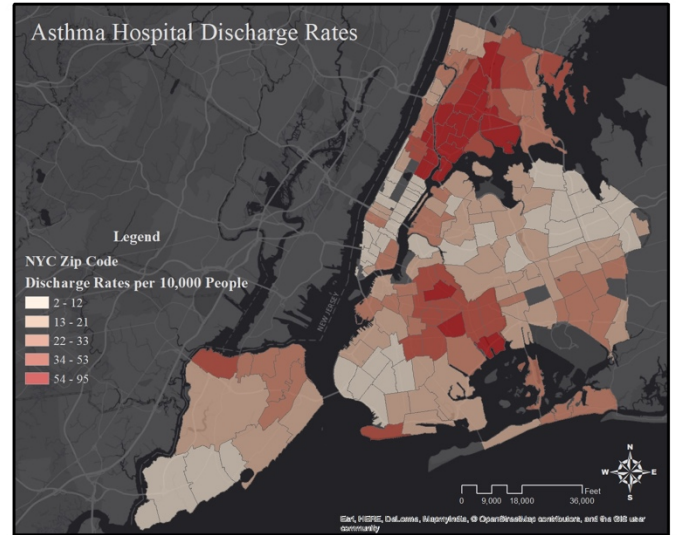 Asthma Hospital Discharge Rates
Legend
NYC Zip Code
Discharge Rates per 10,000 People
2 - 12
13 - 21
22 - 33
34 - 53
54 - 95
NEW JERSEY
N
W
E
S
Feet
0
9,000
18,000
36,000
Esri, HERE, DeLorme, MapmyIndia, © OpenStreetMap contributors, and the GIS user
community